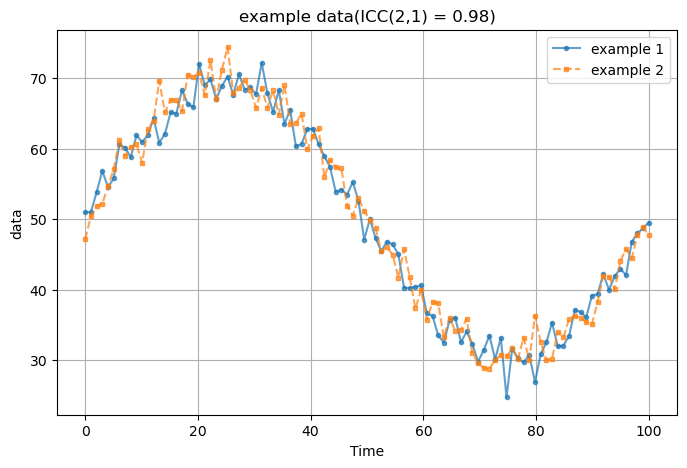 example data(ICC(2,1) = 0.98)
example 1
example 2
data
70
60
50
40
30
0 20 40 60 80 100
Time